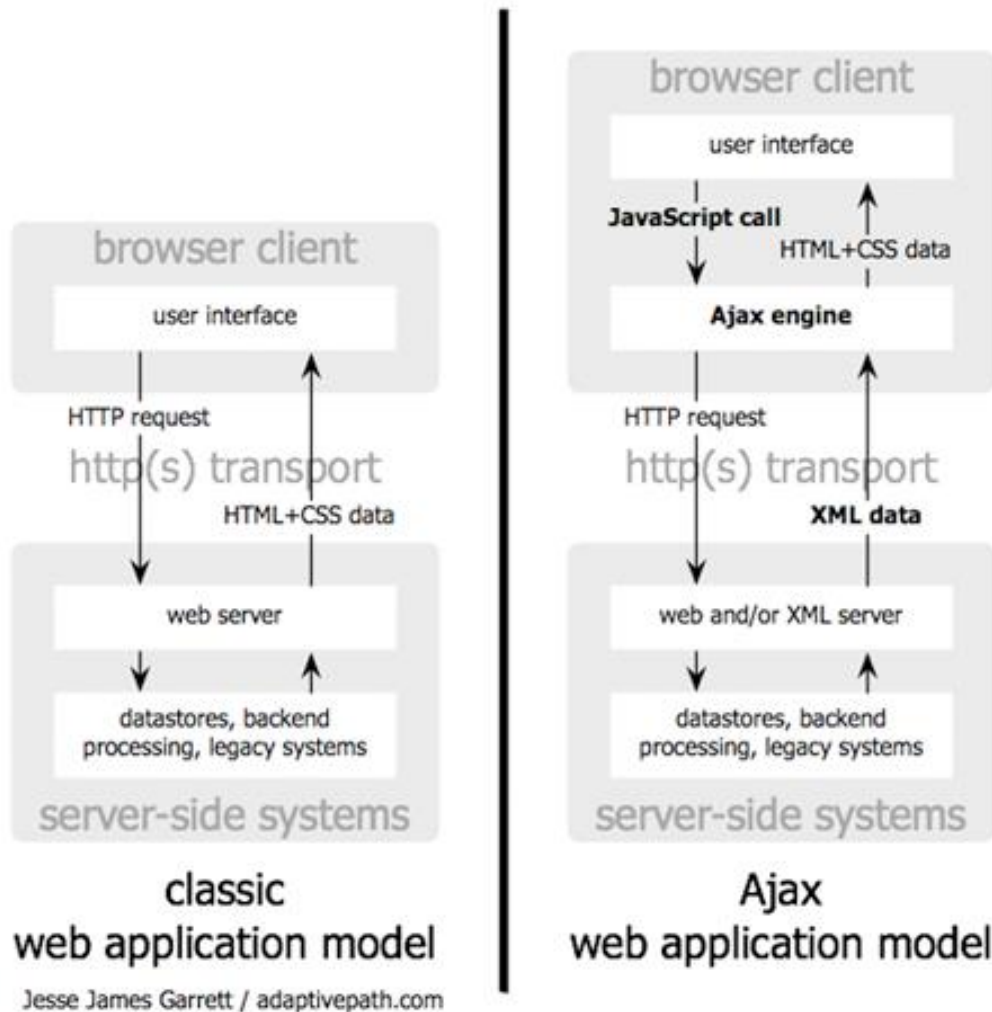 browser client
user interface
HTTP request
http(s) transport
HTML+CSS data
web server
datastores, backend
processing, legacy systems
server-side systems
classic
web application model
Jesse James Garrett / adaptivepath.com
browser client
user interface
JavaScript call
HTML+CSS data
Ajax engine
HTTP request
http(s) transport
XML data
web and/or XML server
datastores, backend
processing, legacy systems
server-side systems
Ajax
web application model